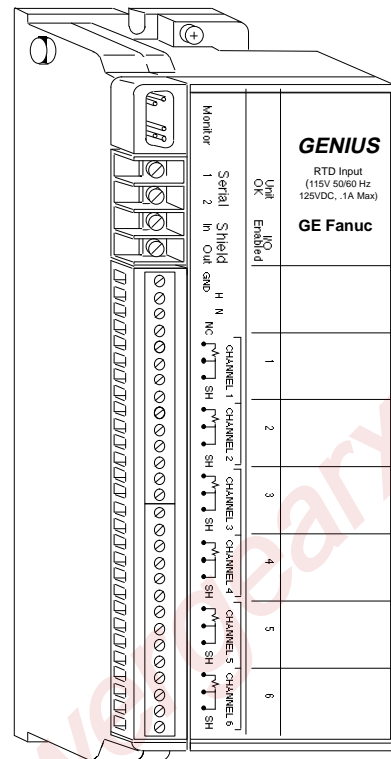 GENIUS
RTD Input
(115V 50/60 Hz
125VDC, .1A Max)
GE Fanuc
Unit
OK
I/O
Enabled
Monitor
Serial
1 2
Shield
In Out
GND
H
N
NC
CHANNEL 1
SH
1
CHANNEL 2
SH
2
CHANNEL 3
SH
3
CHANNEL 4
SH
4
CHANNEL 5
SH
5
CHANNEL 6
SH
6